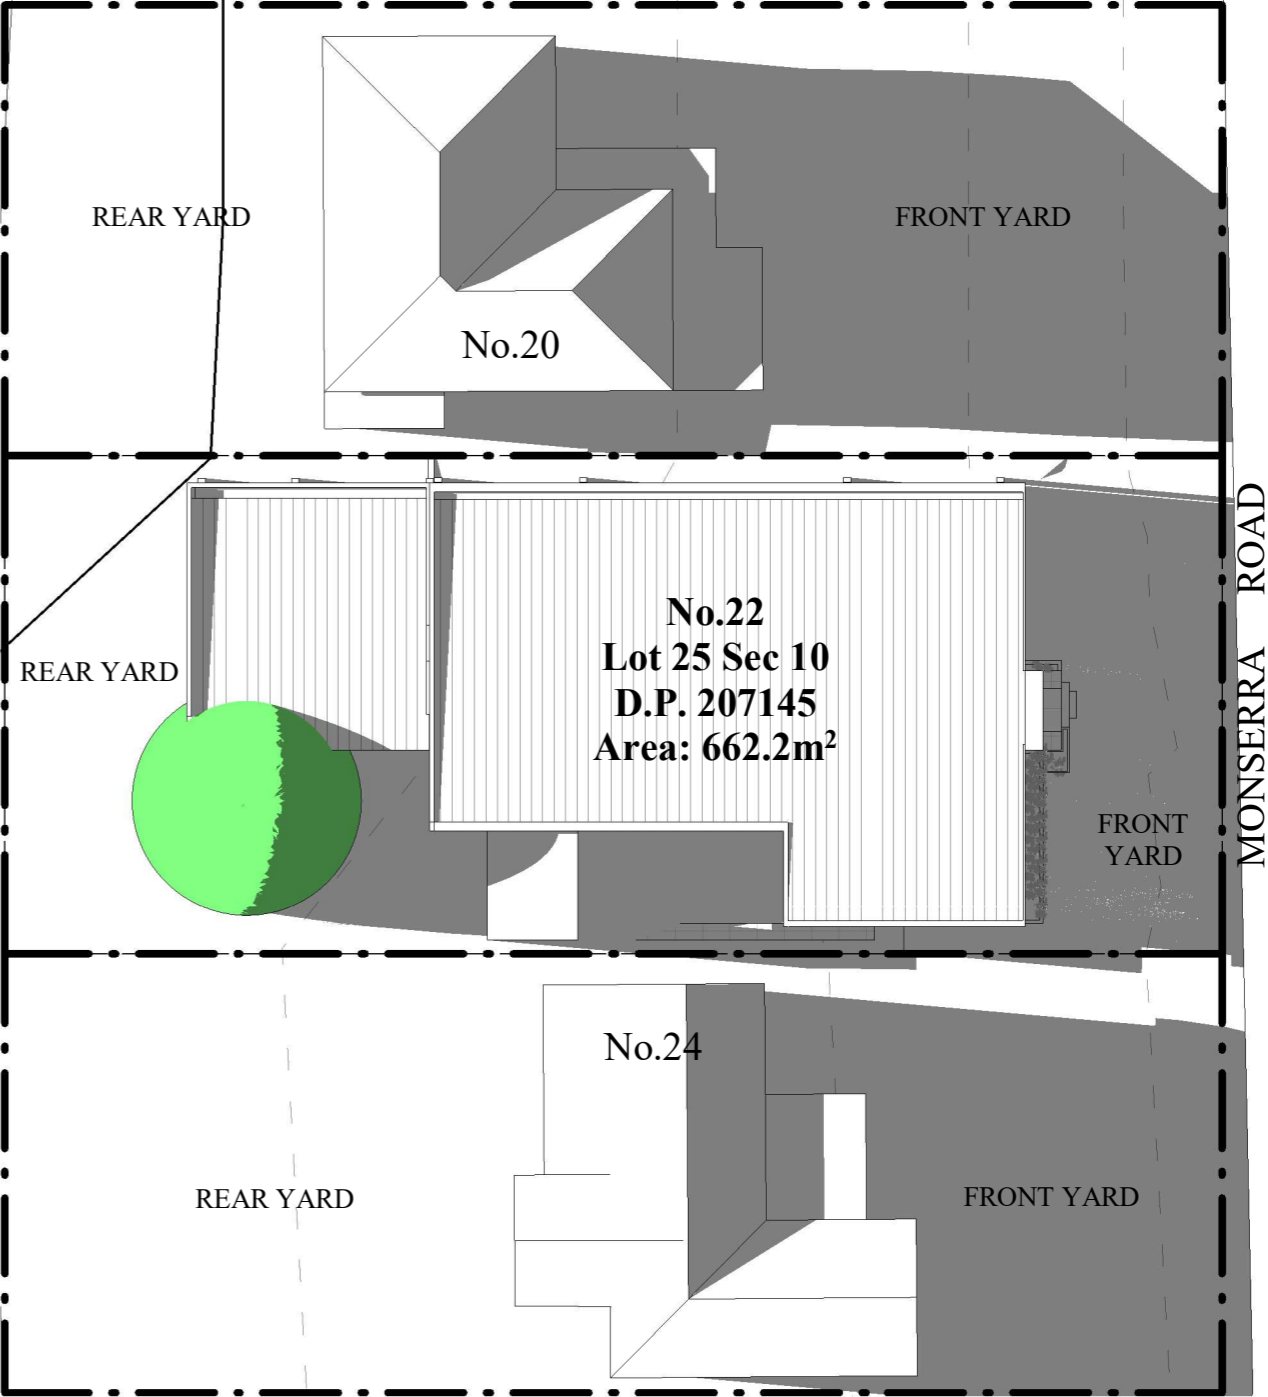 REAR YARD
FRONT YARD
No.20
No.22
Lot 25 Sec 10
D.P. 207145
Area: 662.2m²
REAR YARD
FRONT
YARD
MONSERRA ROAD
No.24
REAR YARD
FRONT YARD